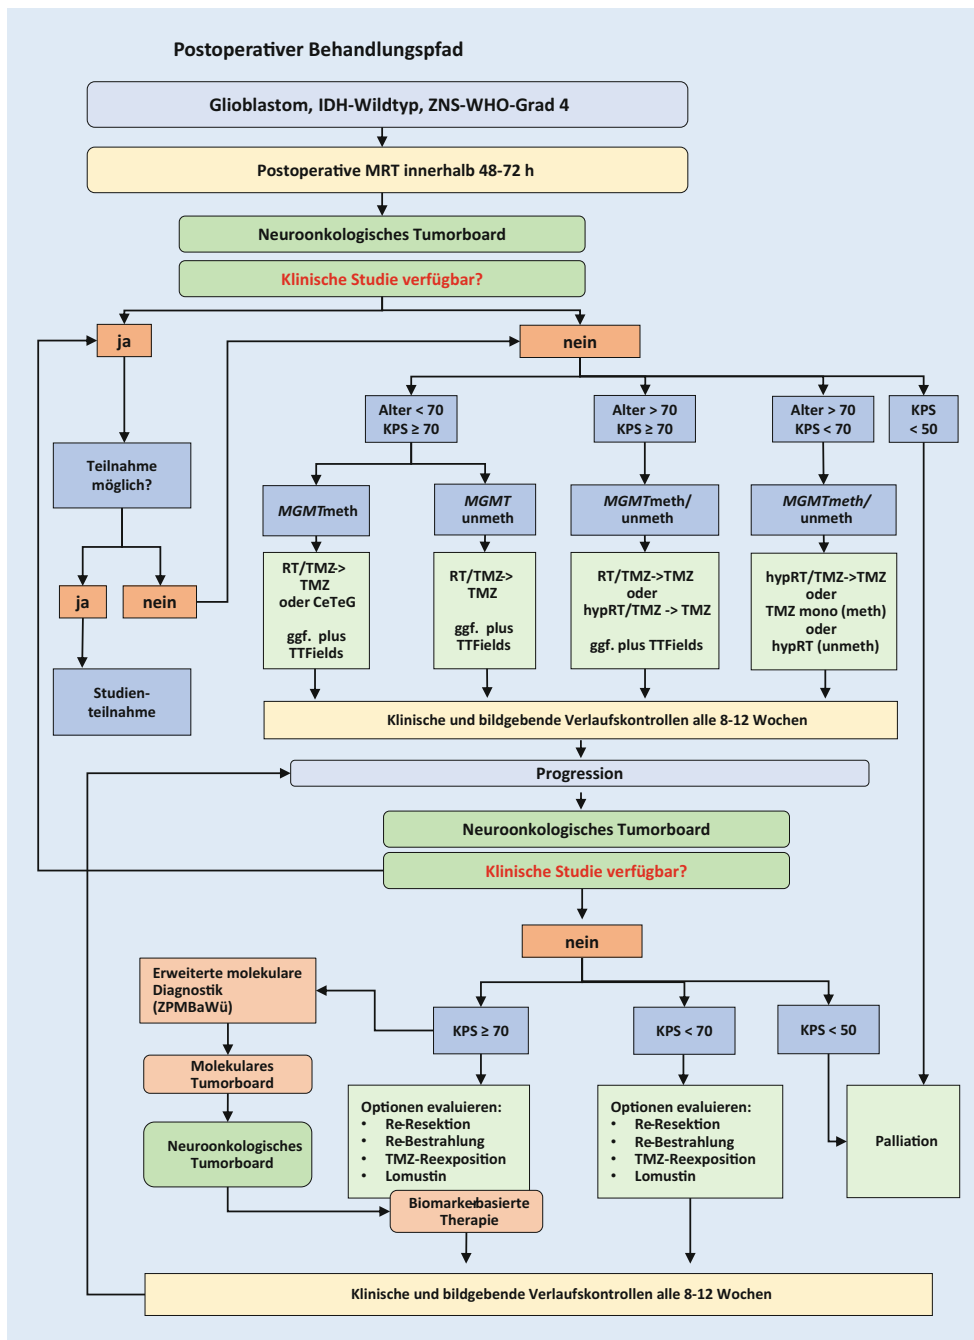 Postoperativer Behandlungspfad
Glioblastom, IDH-Wildtyp, ZNS-WHO-Grad 4
Postoperative MRT innerhalb 48-72 h
Neuroonkologisches Tumorboard
Klinische Studie verfügbar?
ja
nein
Alter < 70
KPS ≥ 70
Alter > 70
KPS ≥ 70
Alter > 70
KPS < 70
KPS
< 50
Teilnahme
möglich?
MGMTmeth
MGMT
unmeth
MGMTmeth/
unmeth
MGMTmeth/
unmeth
ja
nein
RT/TMZ->
TMZ
oder CeTeG
ggf. plus
TTFields
RT/TMZ->
TMZ
ggf. plus
TTFields
RT/TMZ->TMZ
oder
hypRT/TMZ -> TMZ
ggf. plus TTFields
hypRT/TMZ->TMZ
oder
TMZ mono (meth)
oder
hypRT (unmeth)
Studien-
teilnahme
Klinische und bildgebende Verlaufskontrollen alle 8-12 Wochen
Progression
Neuroonkologisches Tumorboard
Klinische Studie verfügbar?
nein
Erweiterte molekulare
Diagnostik
(ZPMBaWü)
KPS ≥ 70
KPS < 70
KPS < 50
Molekulares
Tumorboard
Neuroonkologisches
Tumorboard
Optionen evaluieren:
• Re-Resektion
• Re-Bestrahlung
• TMZ-Reexposition
• Lomustin
Biomarker-basierte
Therapie
Optionen evaluieren:
• Re-Resektion
• Re-Bestrahlung
• TMZ-Reexposition
• Lomustin
Palliation
Klinische und bildgebende Verlaufskontrollen alle 8-12 Wochen